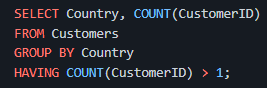 SELECT Country, COUNT(CustomerID)
FROM Customers
GROUP BY Country
HAVING COUNT(CustomerID) > 1;